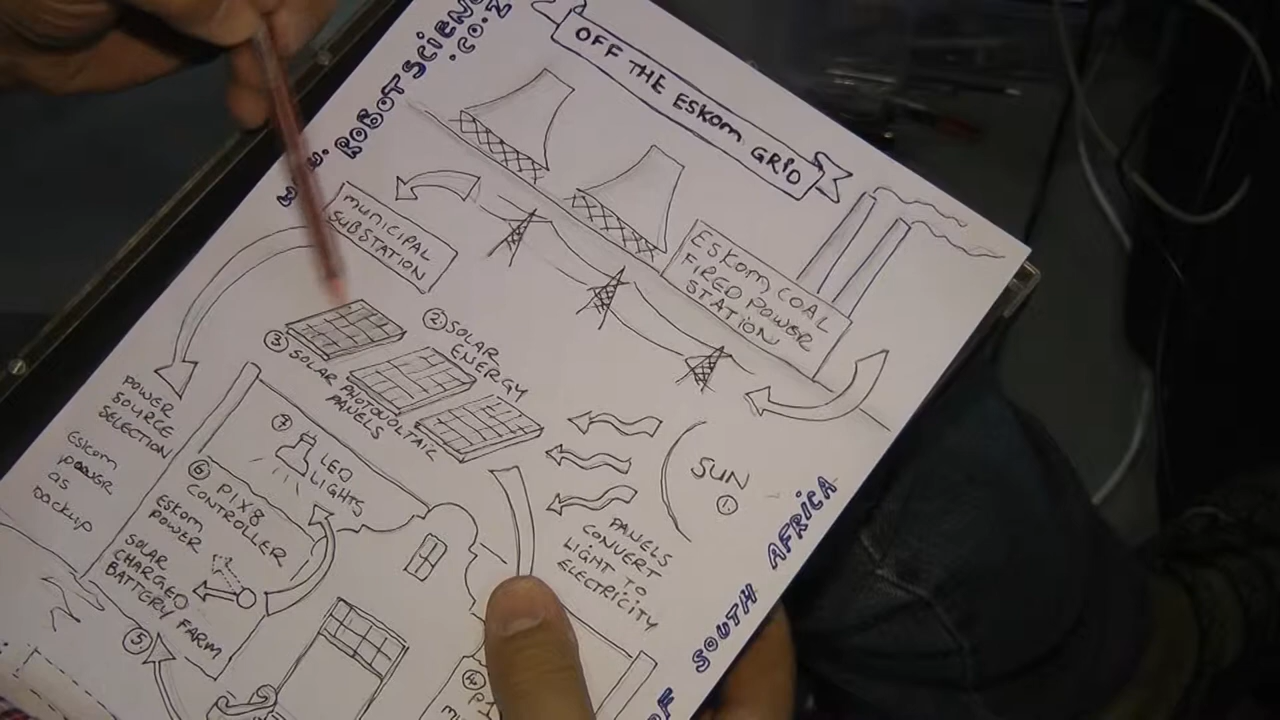 ROBOTSCIEN
.CO.Z
OFF THE ESKOM GRID
MUNICIPAL
SUBSTATION
ESKOM COAL
FIRED POWER
STATION
② SOLAR
ENERGY
③ SOLAR PHOTOVOLTAIC
PANELS
POWER
SOURCE
SELECTION
ESKOM
power
as
backup
⑦
LED
LIGHTS
SUN
①
⑥ PIX8
CONTROLLER
ESKOM
POWER
SOLAR
CHARGED
BATTERY FARM
PANELS
CONVERT
LIGHT TO
ELECTRICITY
⑤
④
SOUTH AFRICA